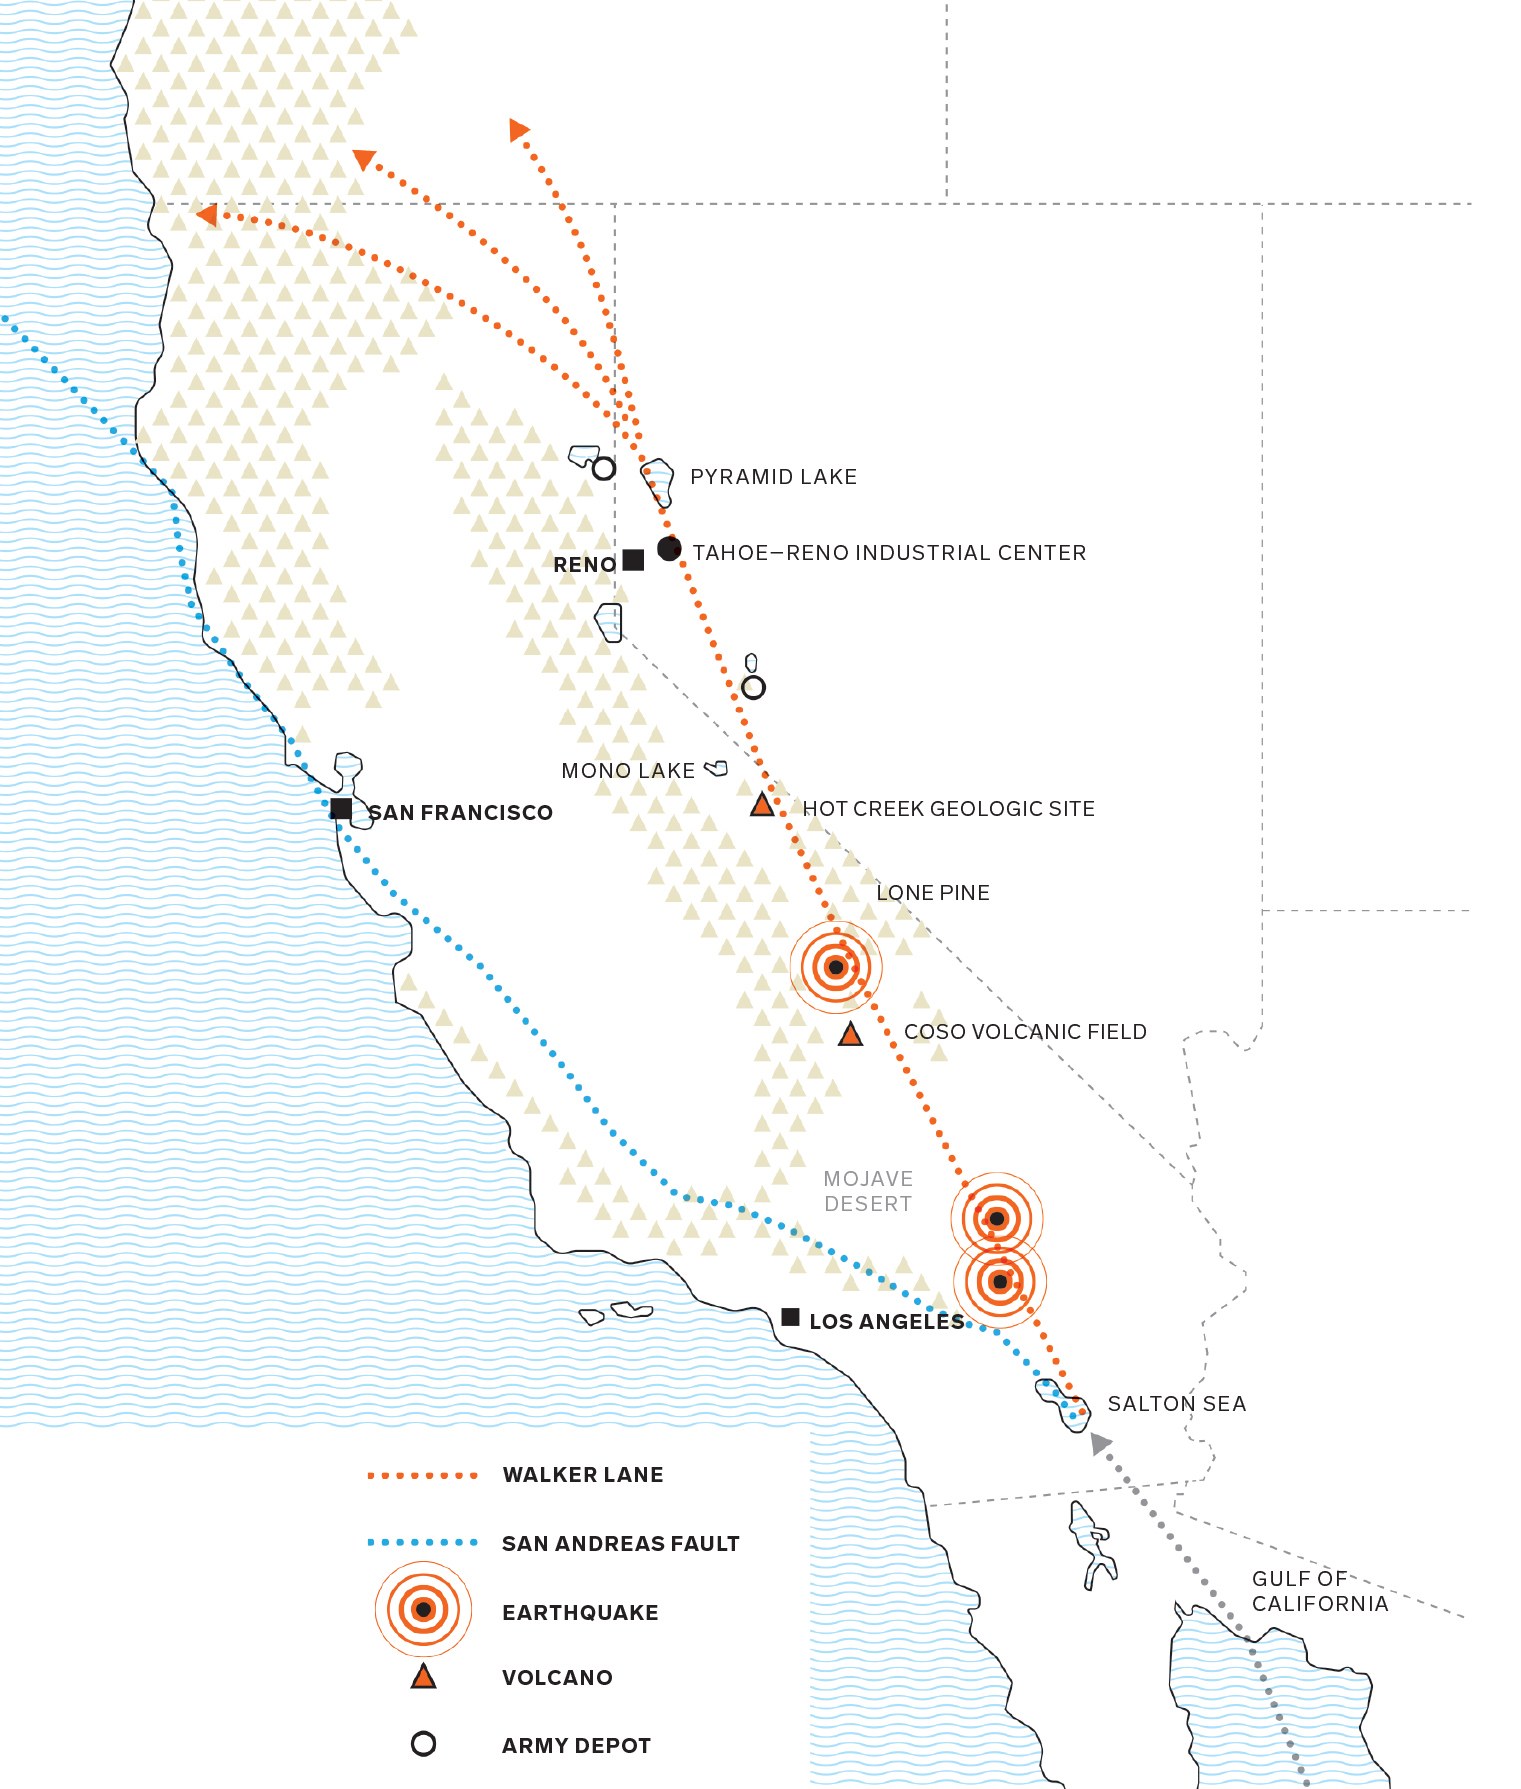 PYRAMID LAKE
TAHOE–RENO INDUSTRIAL CENTER
RENO
MONO LAKE
HOT CREEK GEOLOGIC SITE
SAN FRANCISCO
LONE PINE
COSO VOLCANIC FIELD
MOJAVE
DESERT
LOS ANGELES
SALTON SEA
WALKER LANE
SAN ANDREAS FAULT
GULF OF
CALIFORNIA
EARTHQUAKE
VOLCANO
ARMY DEPOT